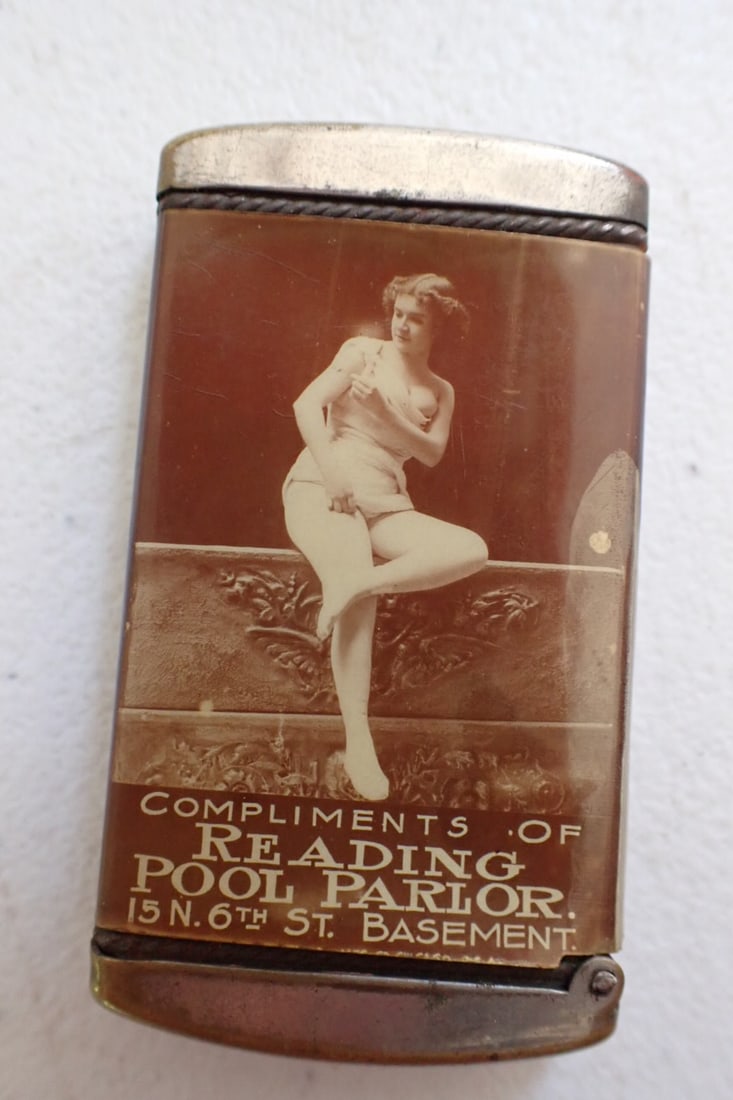 COMPLIMENTS OF
READING
POOL PARLOR.
15 N. 6TH ST. BASEMENT.